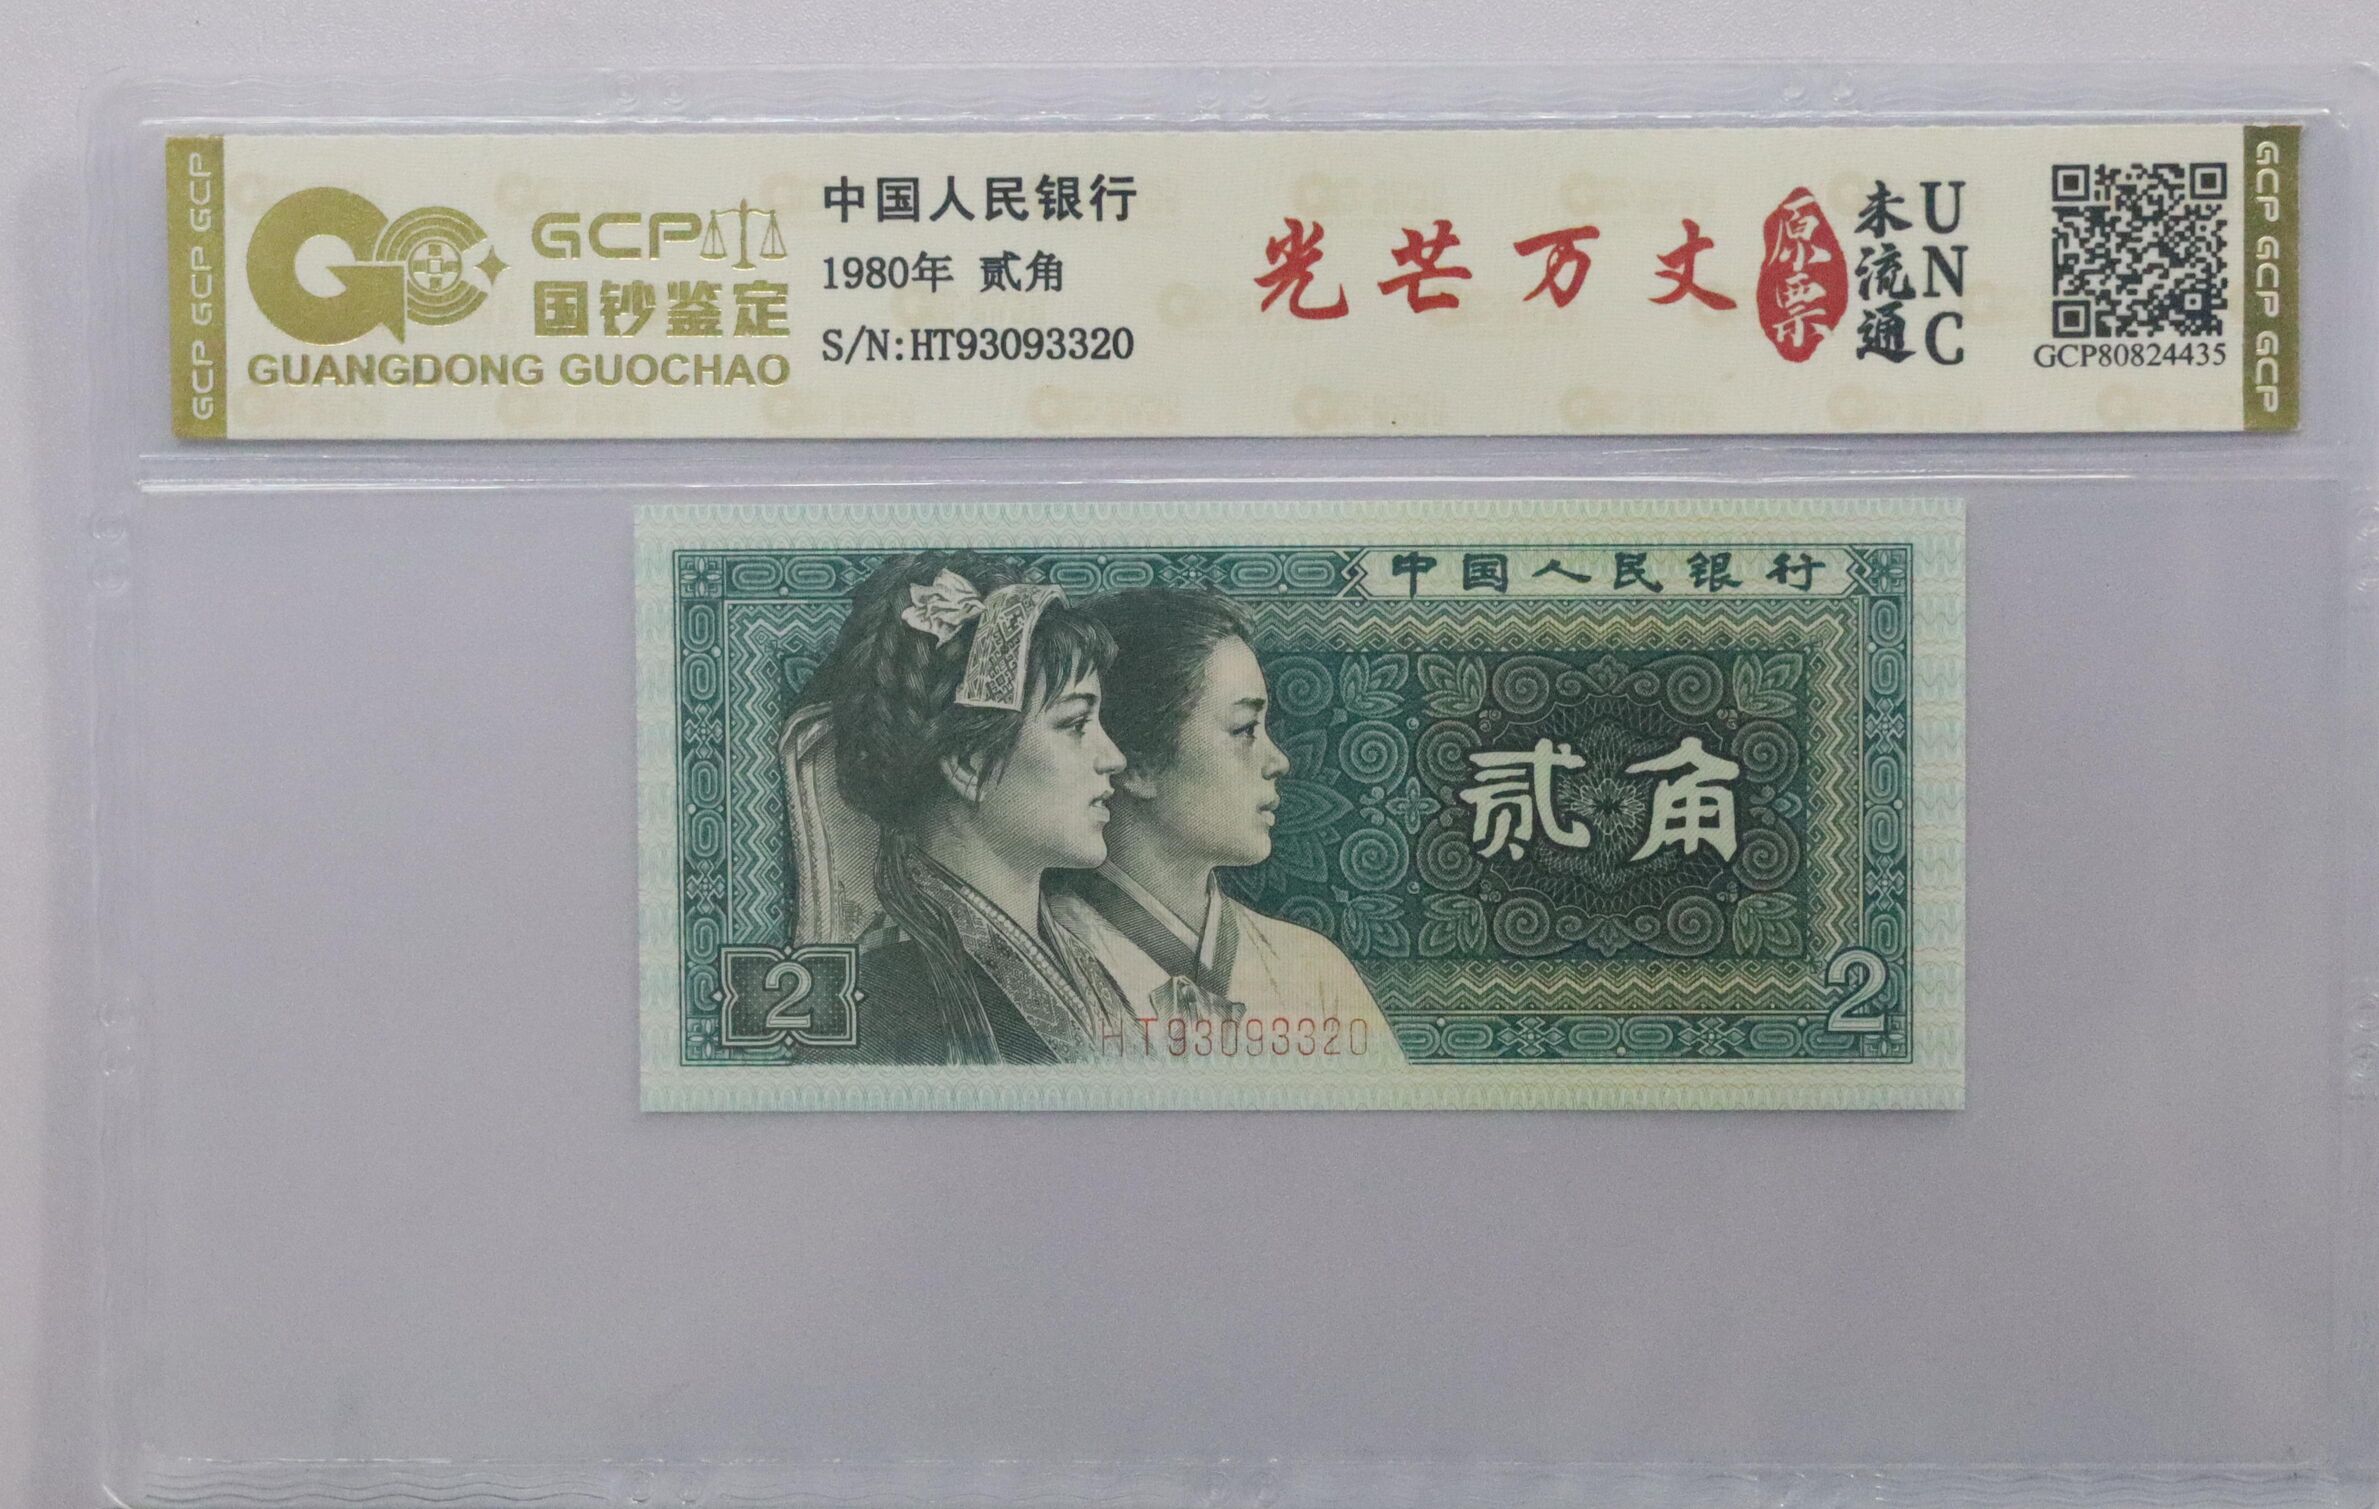 GCP GCP GCP
GCP
国钞鉴定
GUANGDONG GUOCHAO
中国人民银行
1980年 贰角
S/N:HT93093320
光芒万丈
原票
未流通
UNC
GCP80824435
GCP GCP GCP
中国人民银行
贰角
2
2
HT93093320